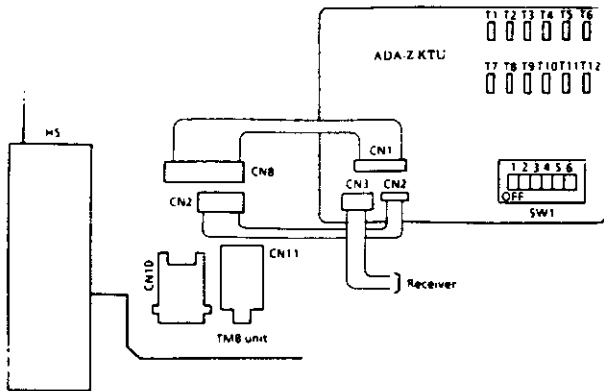 T1 T2 T3 T4 T5 T6
ADA-Z KTU
T7 T8 T9 T10 T11 T12
HS
CN1
CN8
CN3 CN2
CN2
1 2 3 4 5 6
OFF
SW1
CN10
CN11
Receiver
TMB unit